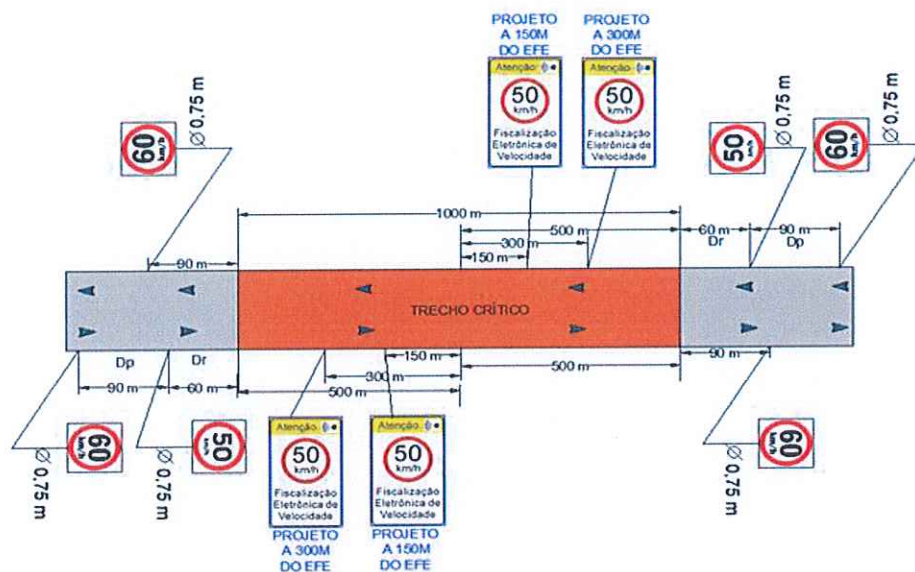 PROJETO
A 150M
DO EFE
PROJETO
A 300M
DO EFE
Atenção
50
km/h
Fiscalização
Eletrônica de
Velocidade
Atenção
50
km/h
Fiscalização
Eletrônica de
Velocidade
60
km/h
Ø 0,75 m
50
km/h
Ø 0,75 m
60
km/h
Ø 0,75 m
1000 m
500 m
300 m
150 m
60 m
Dr
90 m
Dp
90 m
TRECHO CRÍTICO
Dp
90 m
Dr
60 m
150 m
300 m
500 m
500 m
90 m
60
km/h
Ø 0,75 m
50
km/h
Ø 0,75 m
60
km/h
Ø 0,75 m
Atenção
50
km/h
Fiscalização
Eletrônica de
Velocidade
PROJETO
A 300M
DO EFE
Atenção
50
km/h
Fiscalização
Eletrônica de
Velocidade
PROJETO
A 150M
DO EFE